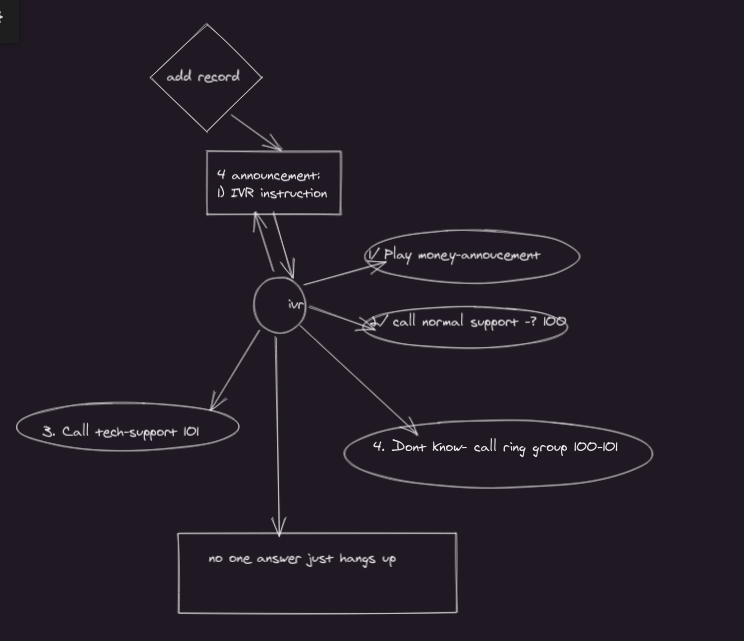 add record
4 announcement:
1) IVR instruction
1/ Play money-annoucement
ivr
2/ call normal support -? 100
3. Call tech-support 101
4. Dont know- call ring group 100-101
no one answer just hangs up